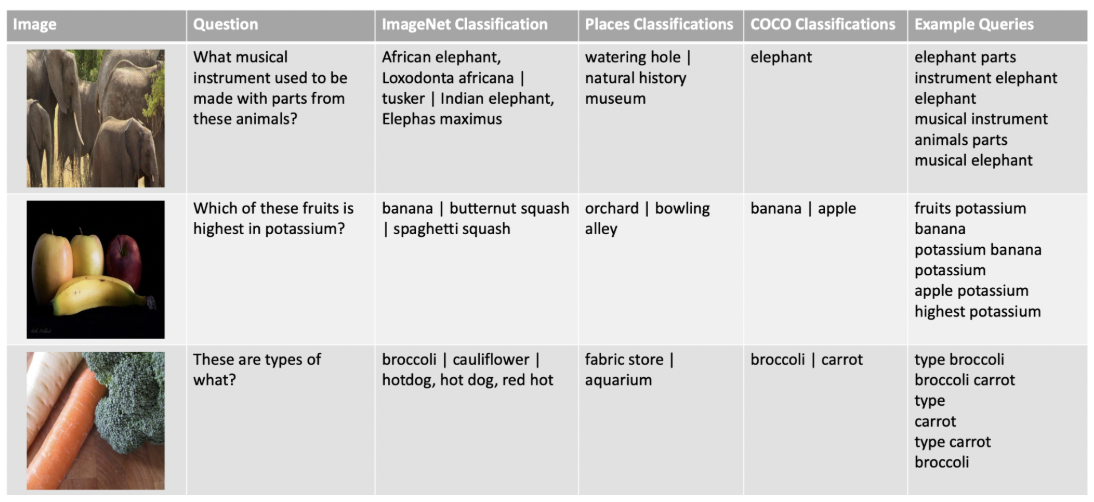 Image
Question
ImageNet Classification
Places Classifications
COCO Classifications
Example Queries
What musical
instrument used to be
made with parts from
these animals?
African elephant,
Loxodonta africana |
tusker | Indian elephant,
Elephas maximus
watering hole |
natural history
museum
elephant
elephant parts
instrument elephant
elephant
musical instrument
animals parts
musical elephant
Which of these fruits is
highest in potassium?
banana | butternut squash
| spaghetti squash
orchard | bowling
alley
banana | apple
fruits potassium
banana
potassium banana
potassium
apple potassium
highest potassium
These are types of
what?
broccoli | cauliflower |
hotdog, hot dog, red hot
fabric store |
aquarium
broccoli | carrot
type broccoli
broccoli carrot
type
carrot
type carrot
broccoli